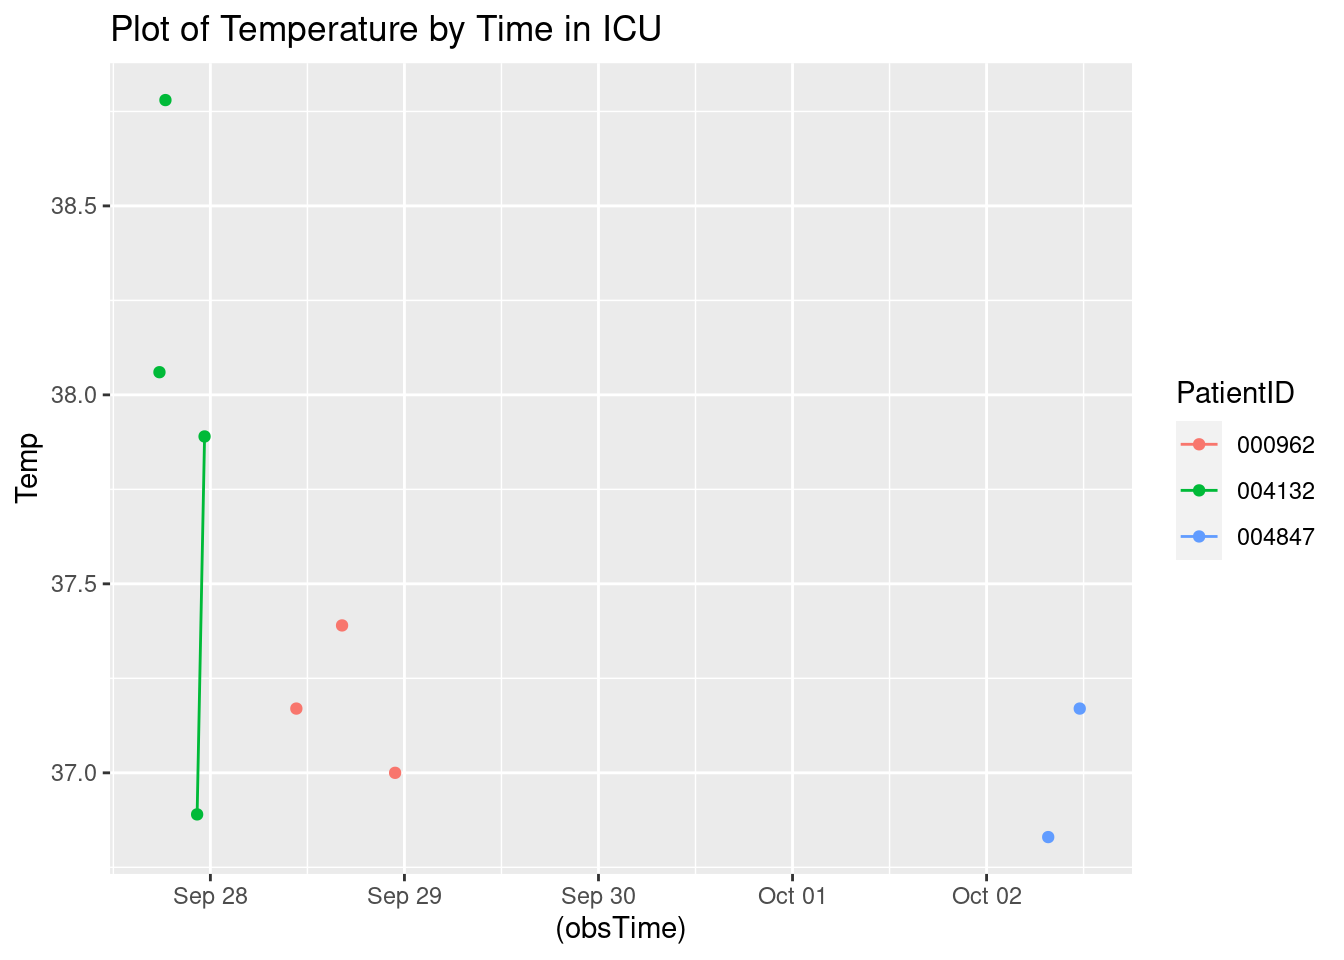 Plot of Temperature by Time in ICU
38.5
38.0
37.5
37.0
Temp
Sep 28
Sep 29
Sep 30
Oct 01
Oct 02
(obsTime)
PatientID
000962
004132
004847